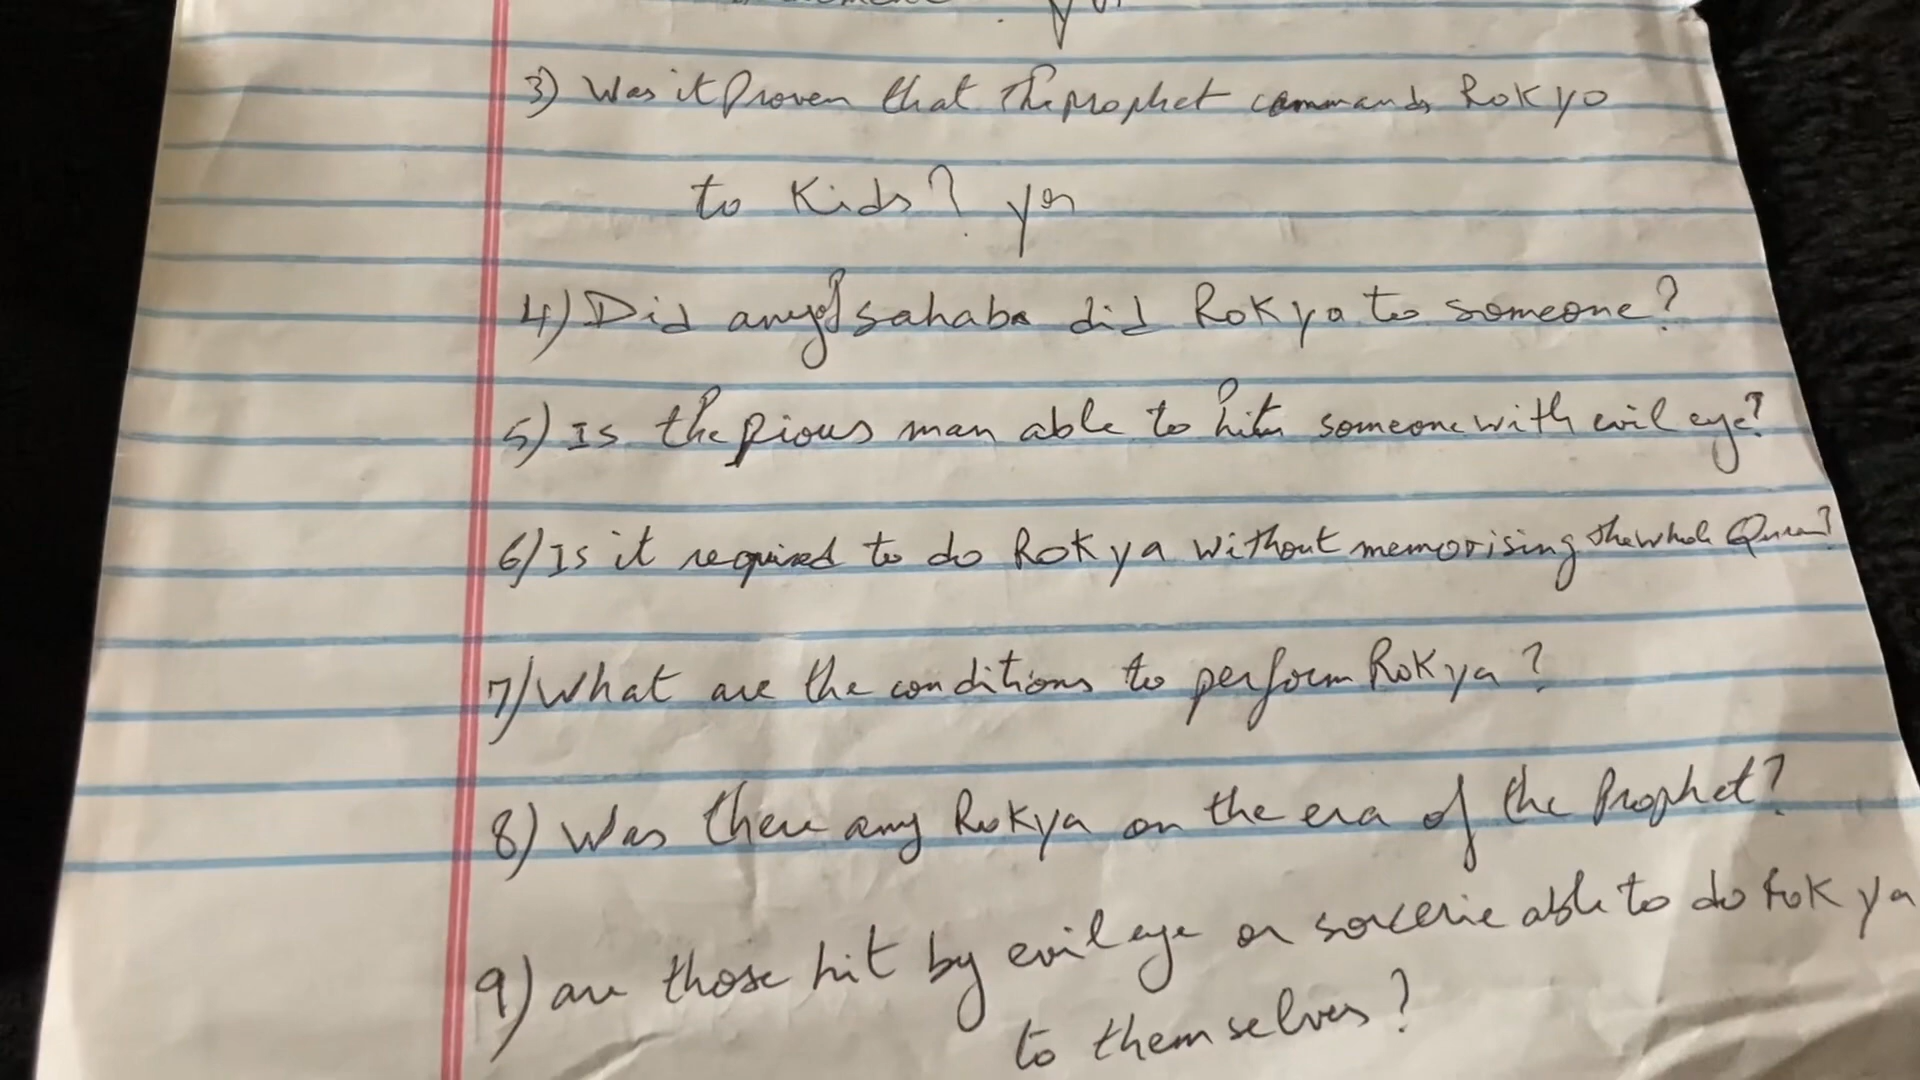 3) Was it Proven that The prophet commands Rokyo
to Kids? yes
4) Did any of sahaba did Rokya to someone?
5) Is the pious man able to hit someone with evil eye?
6) Is it required to do Rokya without memorising the whole Quran?
7) What are the conditions to perform Rokya?
8) Was there any Rokya on the era of the Prophet?
9) are those hit by evil eye or sorcerie able to do Rokya
to themselves?